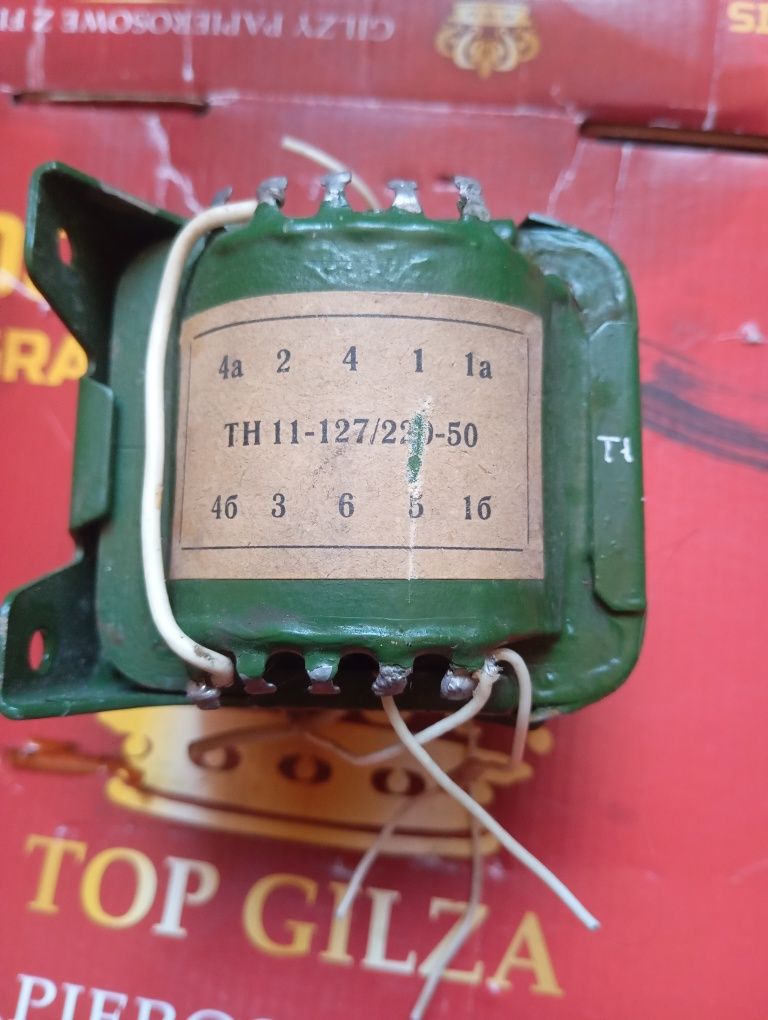 GILZY PAPIEROSOWE Z FI
4а 2 4 1 1а
ТН 11-127/220-50
4б 3 6 5 1б
TOP GILZA